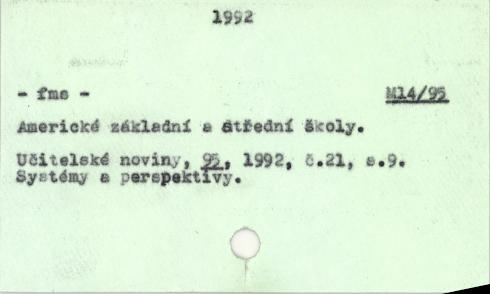 1992
- fms -
M14/95
Americké základní a střední školy.
Učitelské noviny, 95, 1992, č.21, s.9.
Systémy a perspektivy.